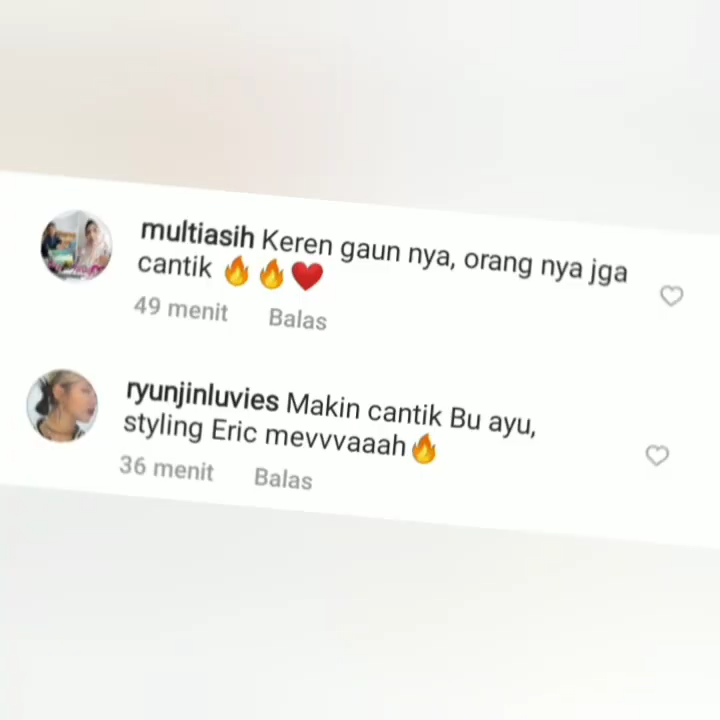 multiasih Keren gaun nya, orang nya jga
cantik 🔥🔥❤️
49 menit Balas
ryunjinluvies Makin cantik Bu ayu,
styling Eric mevvvaaah🔥
36 menit Balas